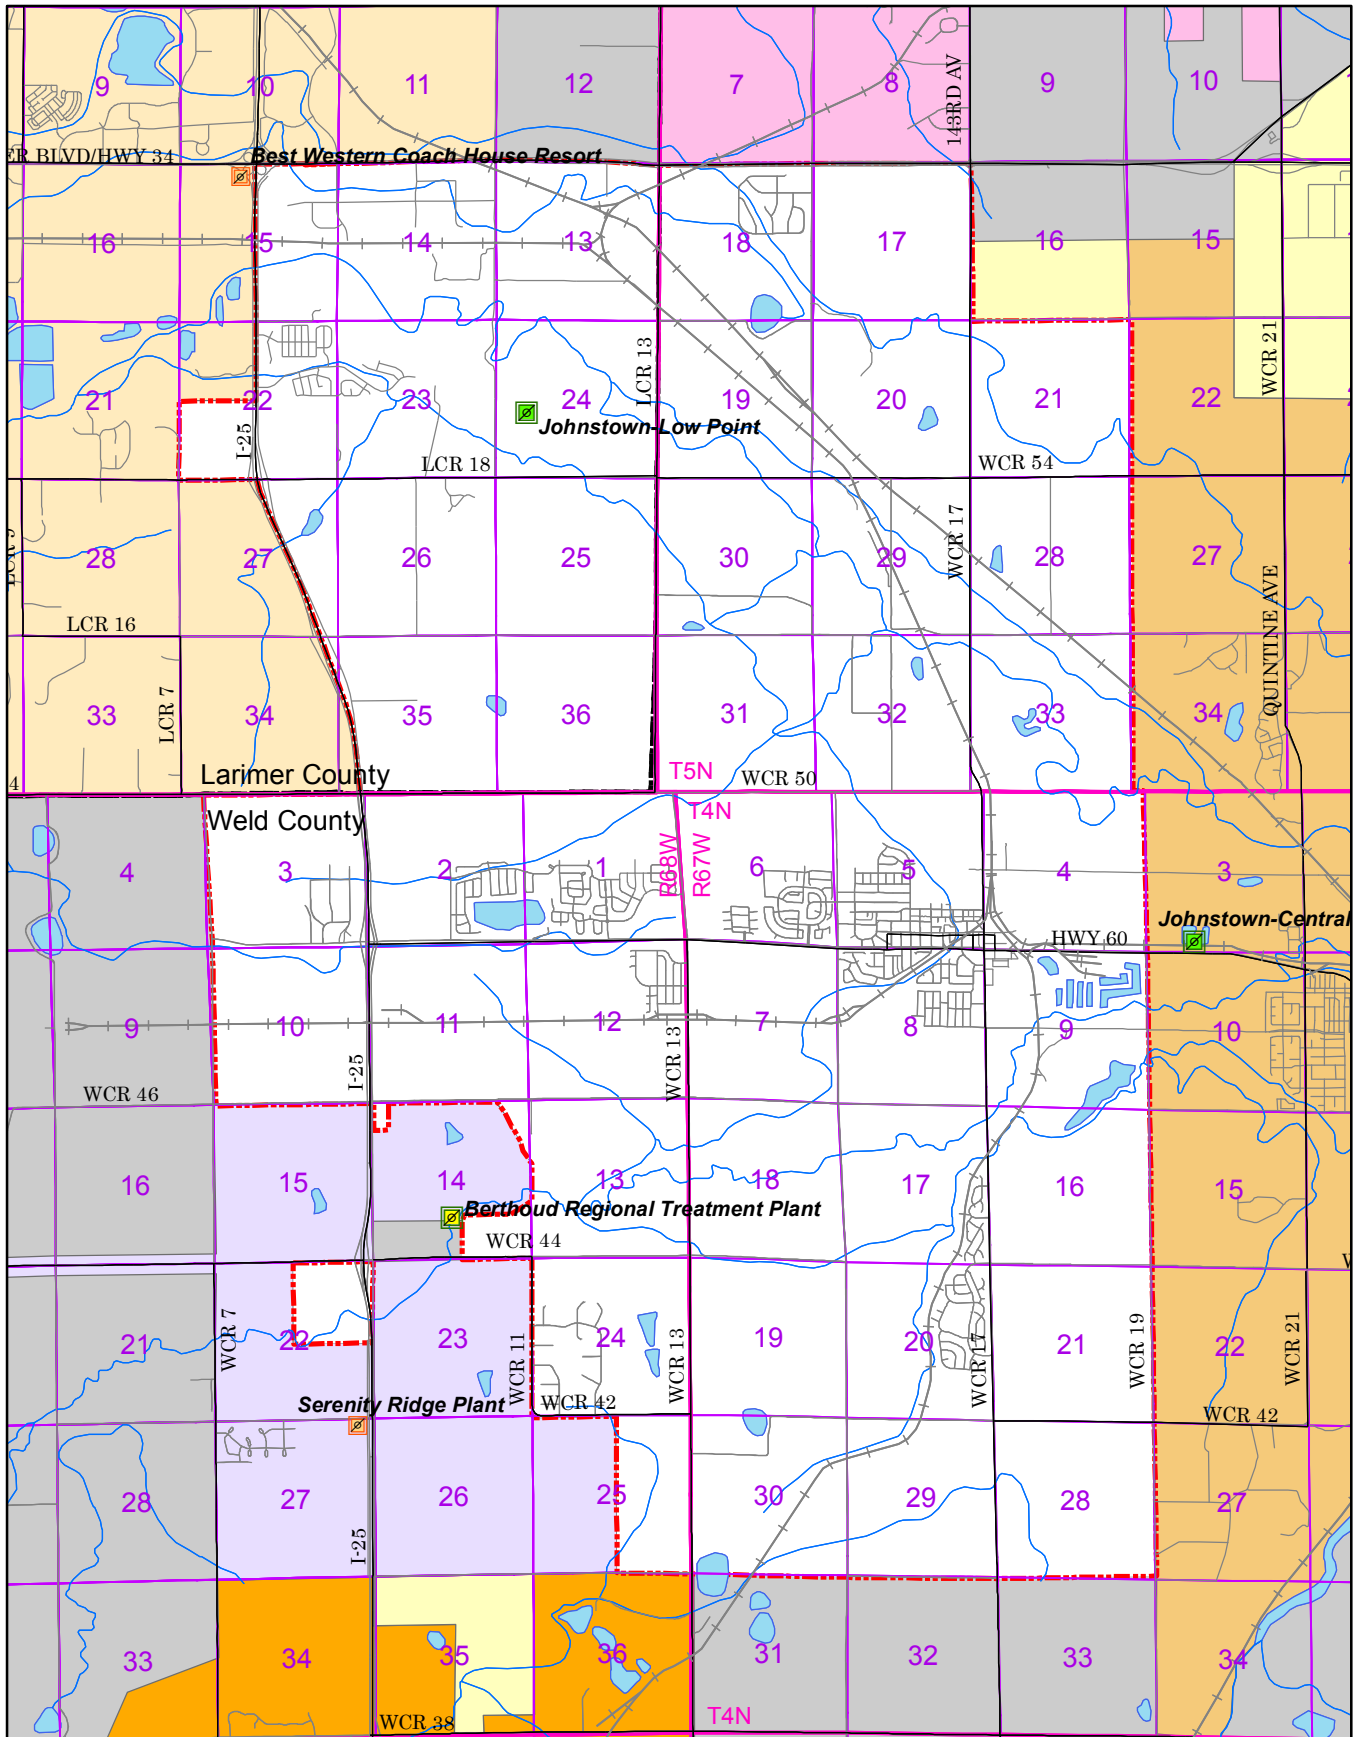 9
10
11
12
7
8
143RD AV
9
10
ER BLVD/HWY 34
Best Western Coach House Resort
16
15
14
13
18
17
16
15
21
22
23
24
LCR 13
19
20
21
22
WCR 21
I-25
Johnstown-Low Point
LCR 18
WCR 54
28
27
26
25
30
29
WCR 17
28
27
LCR 16
QUINTINE AVE
33
LCR 7
34
35
36
31
32
33
34
4
Larimer County
T5N
WCR 50
Weld County
T4N
4
3
2
1
R68W
R67W
6
5
4
3
Johnstown-Central
HWY 60
9
10
I-25
11
12
WCR 13
7
8
9
10
WCR 46
16
15
14
13
18
17
16
15
Berthoud Regional Treatment Plant
WCR 44
21
WCR 7
22
23
WCR 11
24
WCR 13
19
20
WCR 17
21
WCR 19
22
WCR 21
Serenity Ridge Plant
WCR 42
WCR 42
28
27
I-25
26
25
30
29
28
27
33
34
35
36
31
32
33
34
WCR 38
T4N